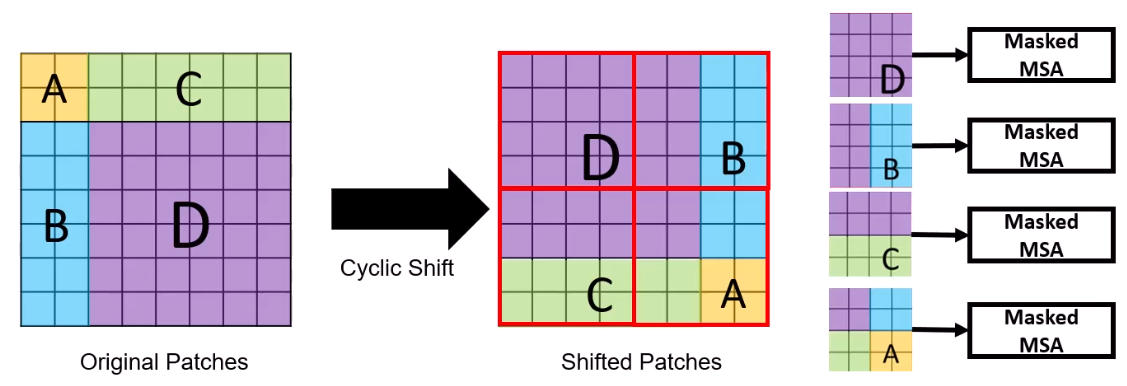 A
C
B
D
Original Patches
Cyclic Shift
D
B
C
A
Shifted Patches
D
Masked
MSA
B
Masked
MSA
C
Masked
MSA
A
Masked
MSA